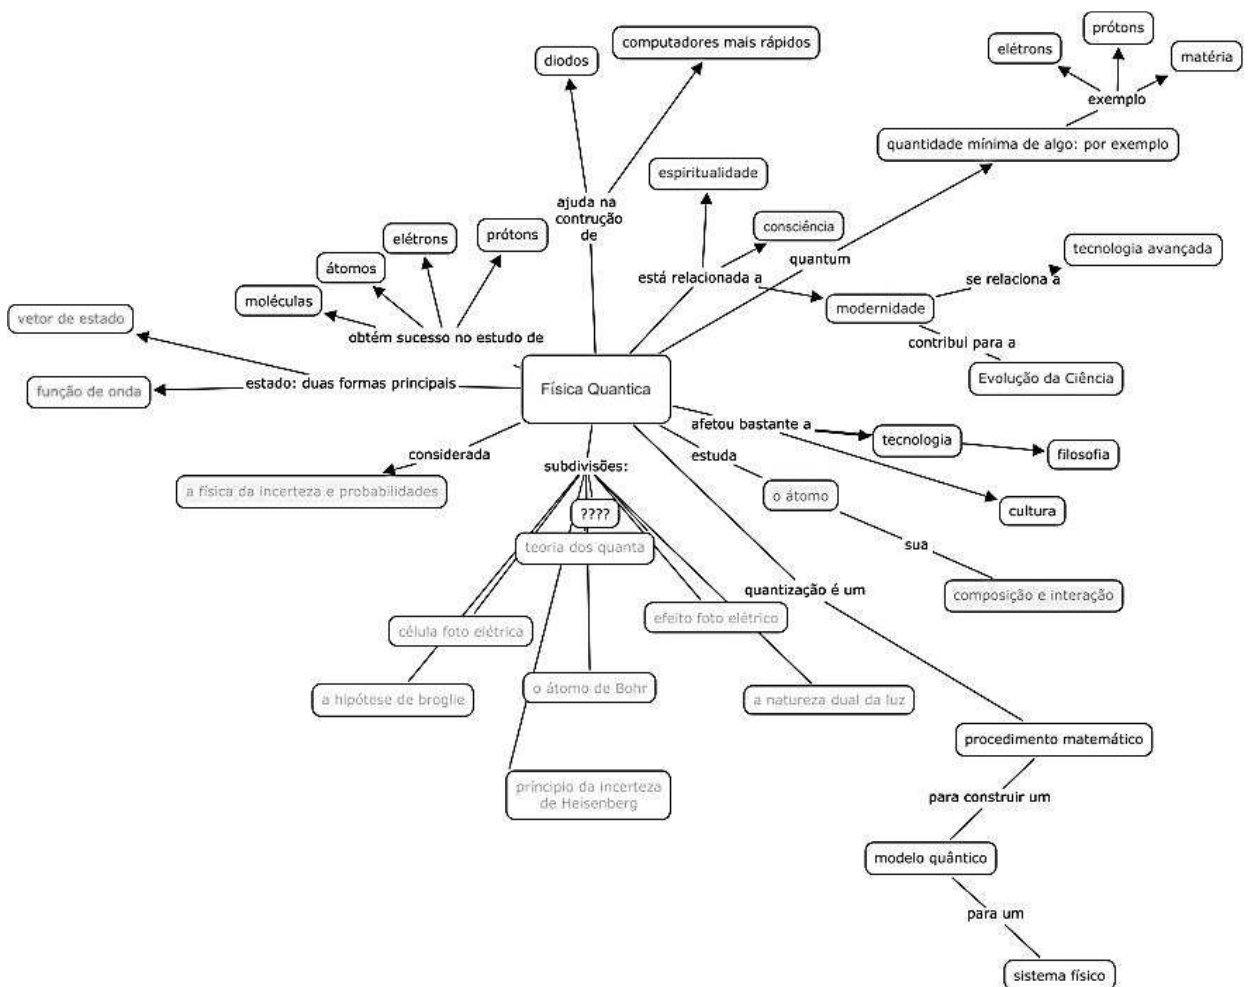 computadores mais rápidos
diodos
prótons
elétrons
matéria
exemplo
quantidade mínima de algo: por exemplo
espiritualidade
ajuda na
contrução
de
consciência
prótons
elétrons
átomos
moléculas
quantum
tecnologia avançada
está relacionada a
se relaciona a
modernidade
contribui para a
Evolução da Ciência
vetor de estado
obtém sucesso no estudo de
estado: duas formas principais
função de onda
Física Quantica
afetou bastante a
tecnologia
filosofia
considerada
a física da incerteza e probabilidades
subdivisões:
estuda
o átomo
cultura
????
teoria dos quanta
sua
composição e interação
quantização é um
célula foto elétrica
efeito foto elétrico
a hipótese de broglie
o átomo de Bohr
a natureza dual da luz
procedimento matemático
príncipio da incerteza
de Heisenberg
para construir um
modelo quântico
para um
sistema físico